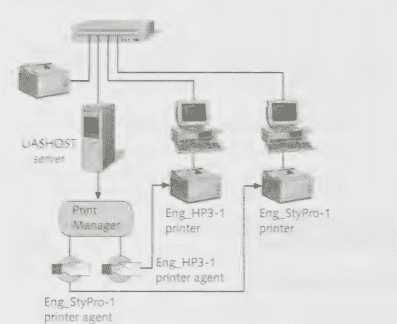 UASHOST
server
Print
Manager
Eng_HP3-1
printer
Eng_StyPro-1
printer
Eng_HP3-1
printer agent
Eng_StyPro-1
printer agent